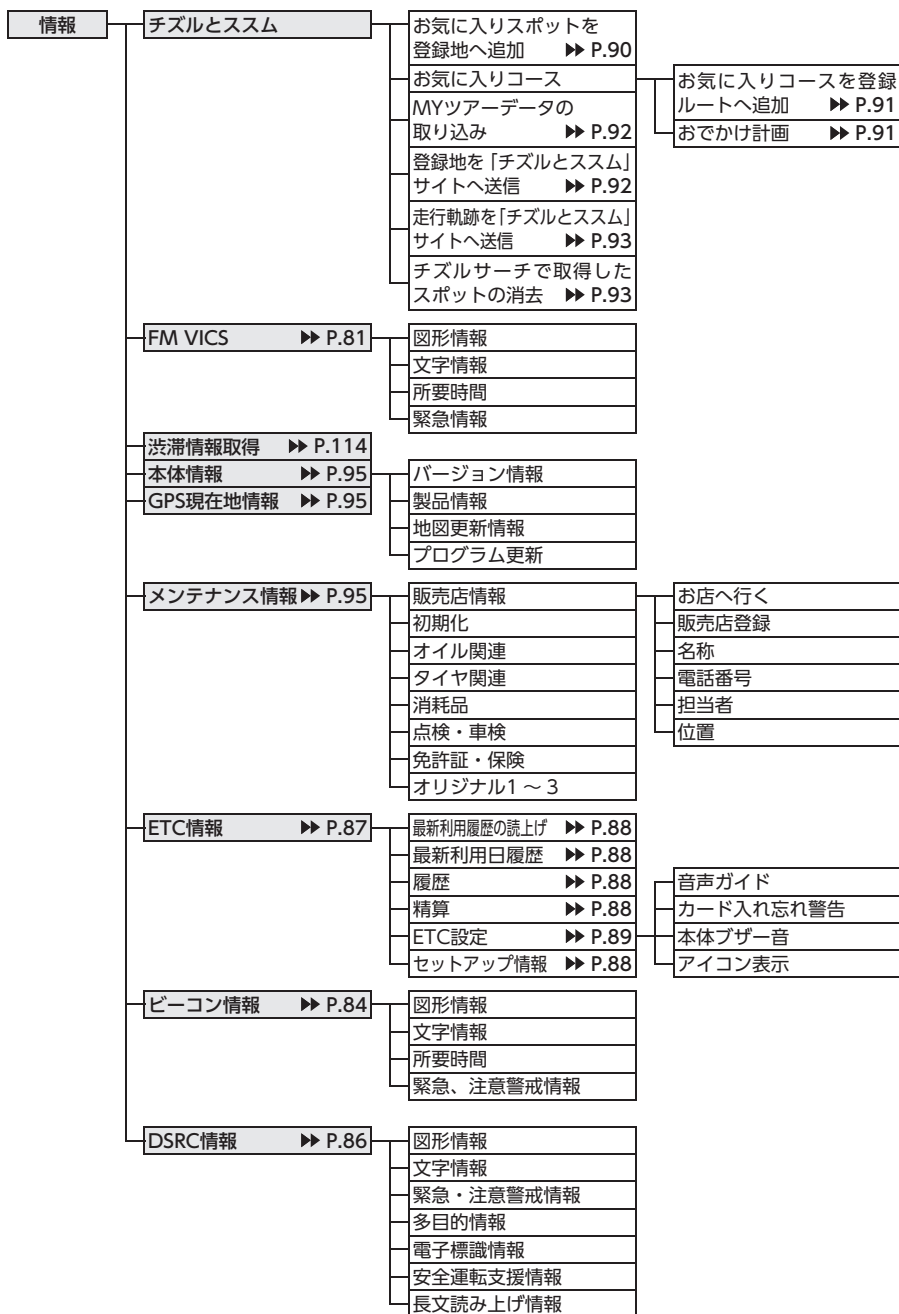 情報
チズルとススム
お気に入りスポットを
登録地へ追加 ▶▶ P.90
お気に入りコース
お気に入りコースを登録
ルートへ追加 ▶▶ P.91
おでかけ計画 ▶▶ P.91
MYツアーデータの
取り込み ▶▶ P.92
登録地を「チズルとススム」
サイトへ送信 ▶▶ P.92
走行軌跡を「チズルとススム」
サイトへ送信 ▶▶ P.93
チズルサーチで取得した
スポットの消去 ▶▶ P.93
FM VICS ▶▶ P.81
図形情報
文字情報
所要時間
緊急情報
渋滞情報取得 ▶▶ P.114
本体情報 ▶▶ P.95
バージョン情報
製品情報
地図更新情報
プログラム更新
GPS現在地情報 ▶▶ P.95
メンテナンス情報 ▶▶ P.95
販売店情報
お店へ行く
販売店登録
名称
電話番号
担当者
位置
初期化
オイル関連
タイヤ関連
消耗品
点検・車検
免許証・保険
オリジナル1 ~ 3
ETC情報 ▶▶ P.87
最新利用履歴の読上げ ▶▶ P.88
最新利用日履歴 ▶▶ P.88
履歴 ▶▶ P.88
精算 ▶▶ P.88
ETC設定 ▶▶ P.89
音声ガイド
カード入れ忘れ警告
本体ブザー音
アイコン表示
セットアップ情報 ▶▶ P.88
ビーコン情報 ▶▶ P.84
図形情報
文字情報
所要時間
緊急、注意警戒情報
DSRC情報 ▶▶ P.86
図形情報
文字情報
緊急・注意警戒情報
多目的情報
電子標識情報
安全運転支援情報
長文読み上げ情報